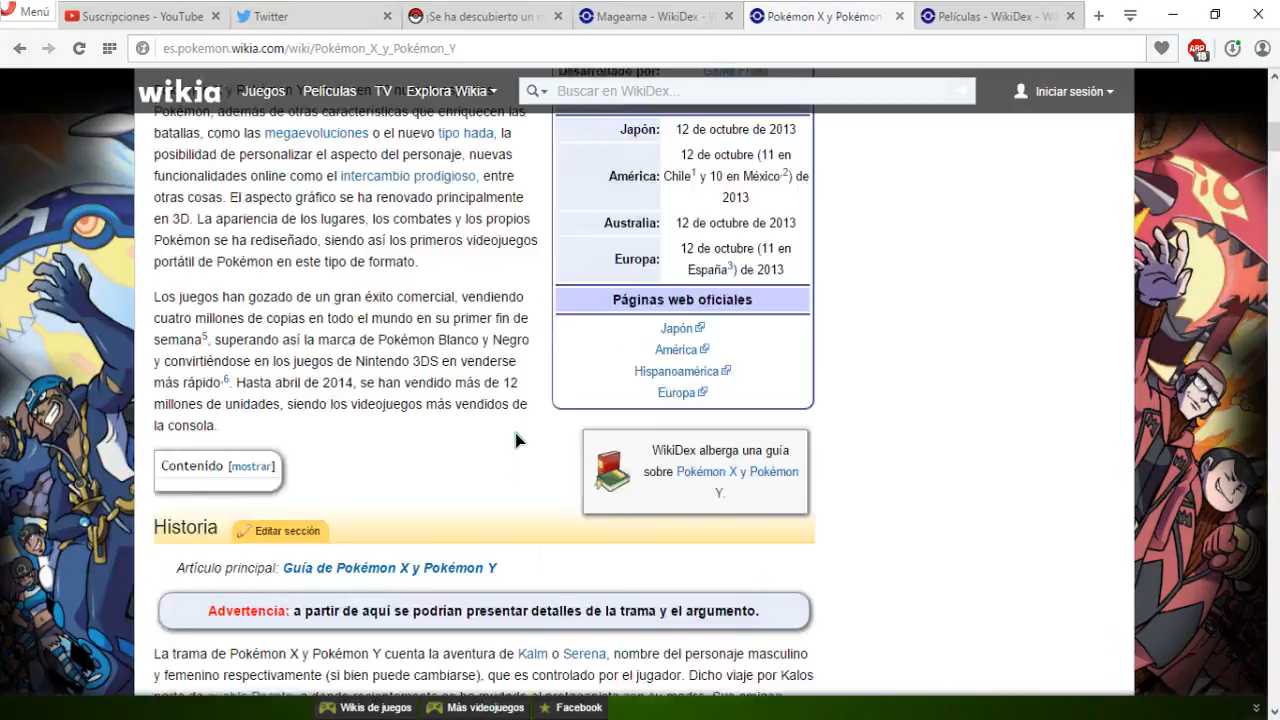 Menú
Suscripciones - YouTube
Twitter
¡Se ha descubierto un
Magearna - WikiDex -
Pokémon X y Pokémon
Películas - WikiDex - Wi
es.pokemon.wikia.com/wiki/Pokémon_X_y_Pokémon_Y
ABP
18
wikia
Juegos
Películas
TV
Explora Wikia
Buscar en WikiDex...
Iniciar sesión
Pokémon, además de otras características que enriquecen las
batallas, como las megaevoluciones o el nuevo tipo hada, la
posibilidad de personalizar el aspecto del personaje, nuevas
funcionalidades online como el intercambio prodigioso, entre
otras cosas. El aspecto gráfico se ha renovado principalmente
en 3D. La apariencia de los lugares, los combates y los propios
Pokémon se ha rediseñado, siendo así los primeros videojuegos
portátil de Pokémon en este tipo de formato.
Los juegos han gozado de un gran éxito comercial, vendiendo
cuatro millones de copias en todo el mundo en su primer fin de
semana5, superando así la marca de Pokémon Blanco y Negro
y convirtiéndose en los juegos de Nintendo 3DS en venderse
más rápido.6. Hasta abril de 2014, se han vendido más de 12
millones de unidades, siendo los videojuegos más vendidos de
la consola.
Desarrollado por:
Japón: 12 de octubre de 2013
América: 12 de octubre (11 en
Chile1 y 10 en México.2) de
2013
Australia: 12 de octubre de 2013
Europa: 12 de octubre (11 en
España3) de 2013
Páginas web oficiales
Japón
América
Hispanoamérica
Europa
WikiDex alberga una guía
sobre Pokémon X y Pokémon
Y.
Contenido [mostrar]
Historia
Editar sección
Artículo principal: Guía de Pokémon X y Pokémon Y
Advertencia: a partir de aquí se podrían presentar detalles de la trama y el argumento.
La trama de Pokémon X y Pokémon Y cuenta la aventura de Kalm o Serena, nombre del personaje masculino
y femenino respectivamente (si bien puede cambiarse). que es controlado por el jugador. Dicho viaje por Kalos
Wikis de juegos
Más videojuegos
Facebook